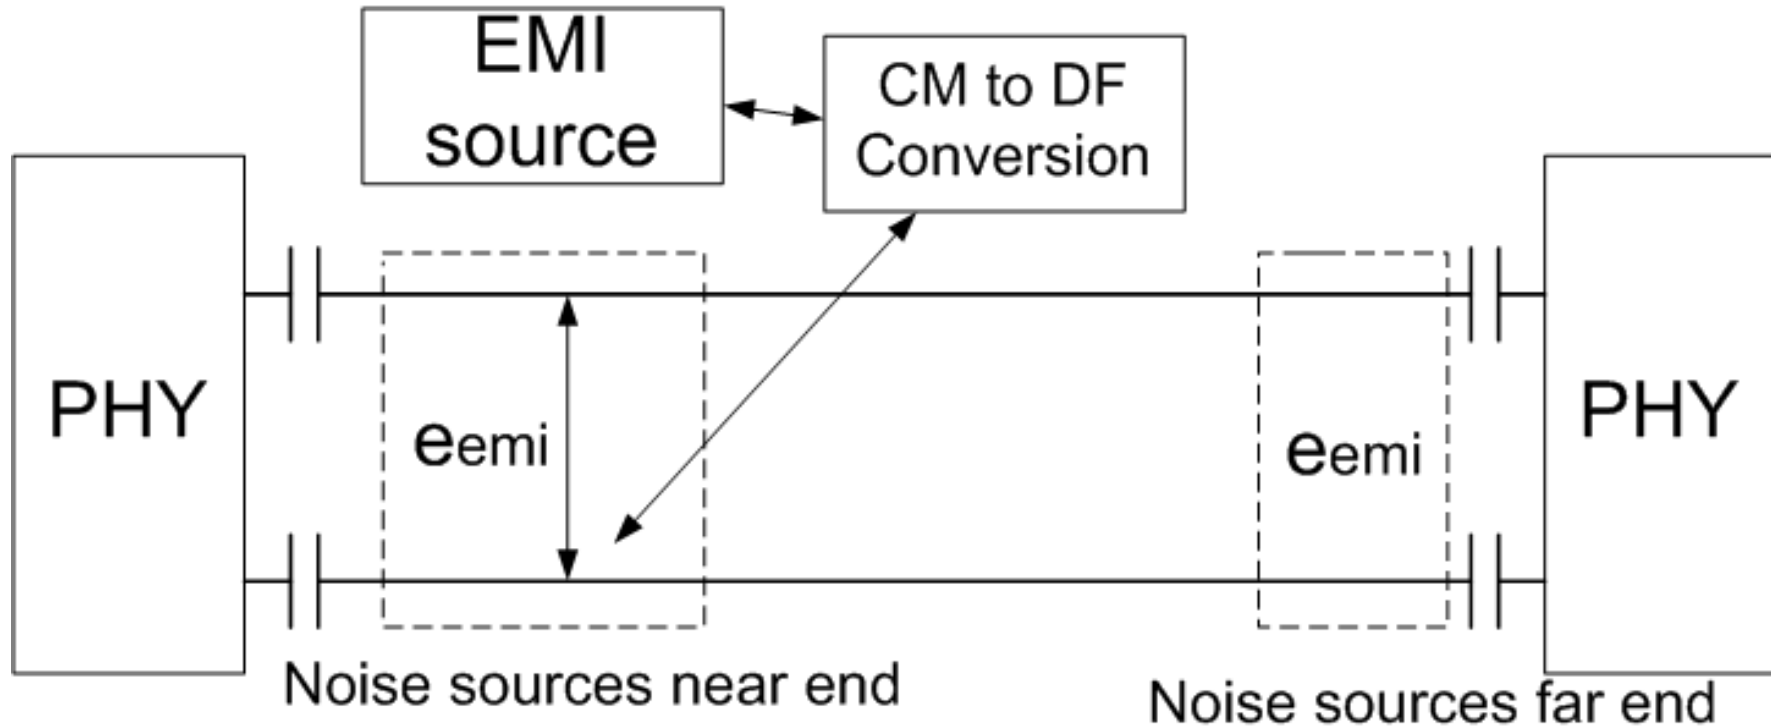 EMI
source
CM to DF
Conversion
PHY
eemi
eemi
PHY
Noise sources near end
Noise sources far end